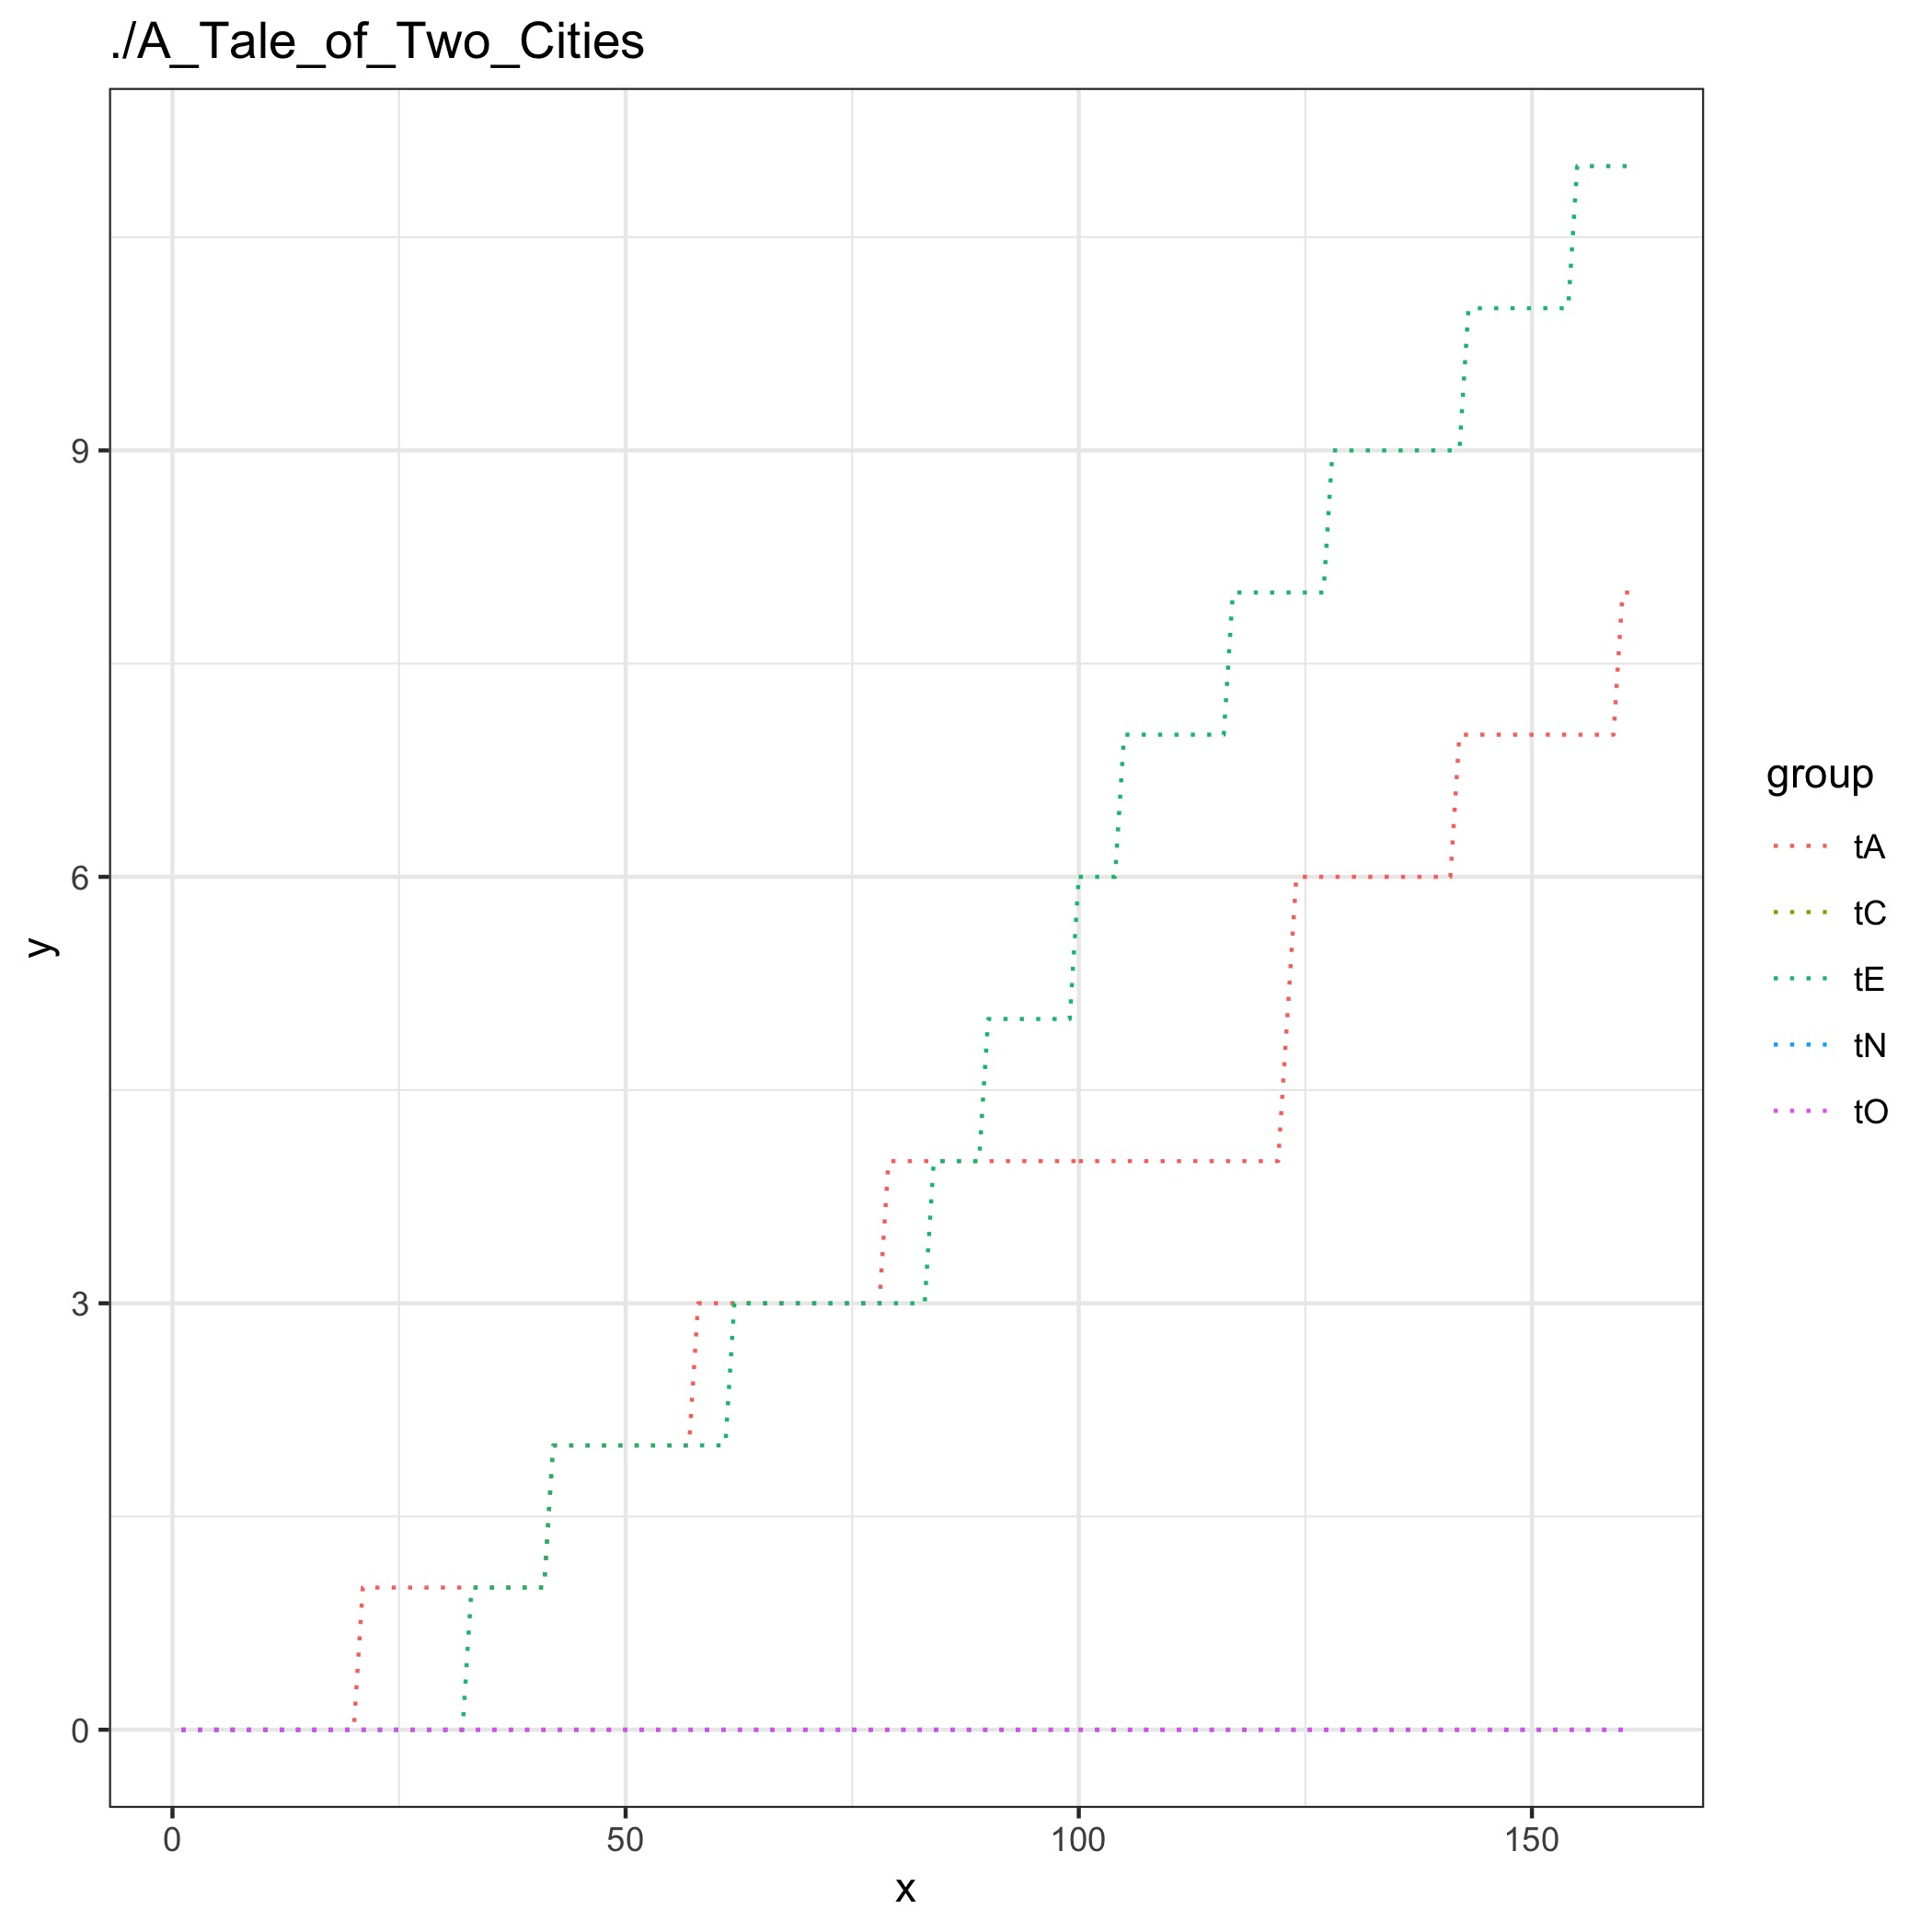 ./A_Tale_of_Two_Cities
9
6
3
0
y
0 50 100 150
x
group
tA
tC
tE
tN
tO